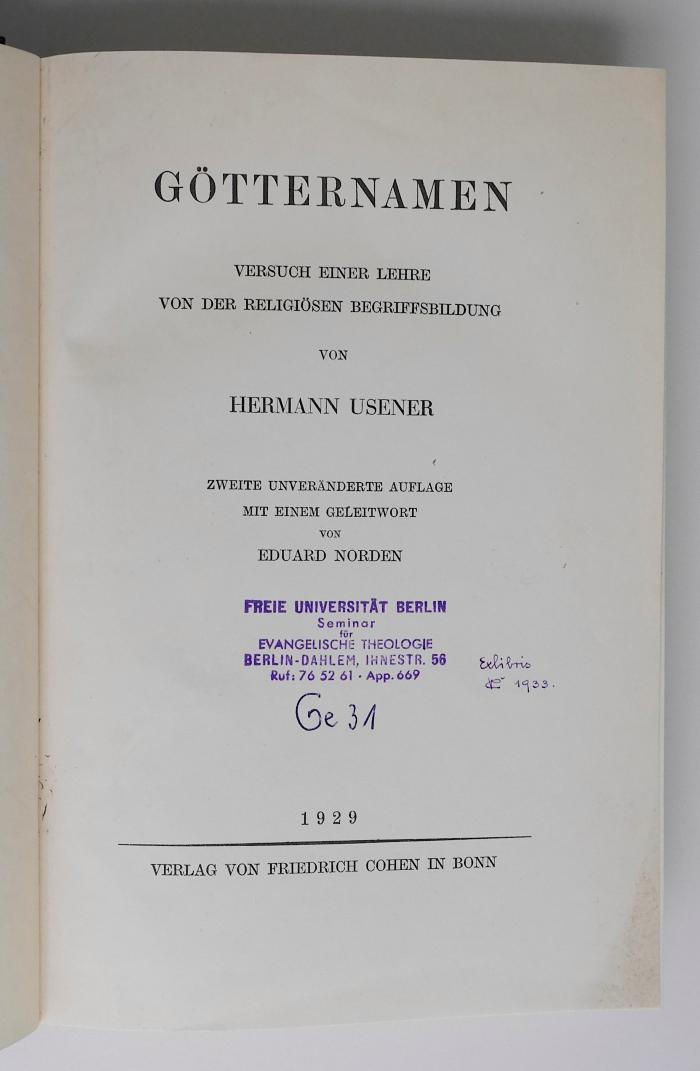 GÖTTERNAMEN
VERSUCH EINER LEHRE
VON DER RELIGIÖSEN BEGRIFFSBILDUNG
VON
HERMANN USENER
ZWEITE UNVERÄNDERTE AUFLAGE
MIT EINEM GELEITWORT
VON
EDUARD NORDEN
FREIE UNIVERSITÄT BERLIN
Seminar
für
EVANGELISCHE THEOLOGIE
BERLIN-DAHLEM, IHNESTR. 56
Ruf: 76 52 61 · App. 669
Exlibris
1933.
Ge 31
1929
VERLAG VON FRIEDRICH COHEN IN BONN